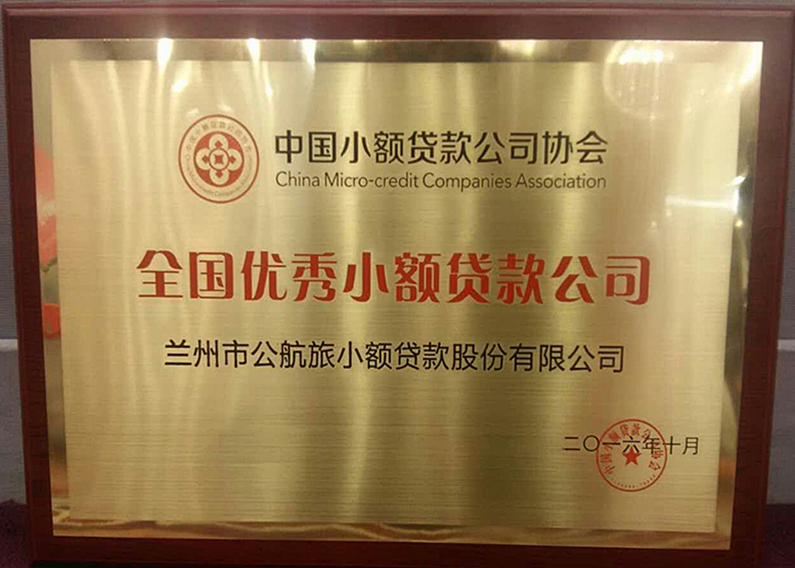 中国小额贷款公司协会
China Micro-credit Companies Association
全国优秀小额贷款公司
兰州市公航旅小额贷款股份有限公司
二〇一六年十月